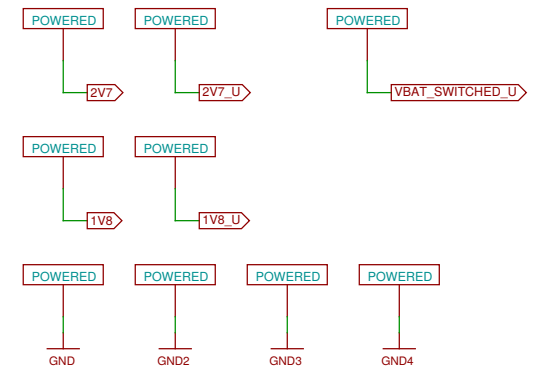 POWERED POWERED POWERED
2V7 2V7_U VBAT_SWITCHED_U
POWERED POWERED
1V8 1V8_U
POWERED POWERED POWERED POWERED
GND GND2 GND3 GND4